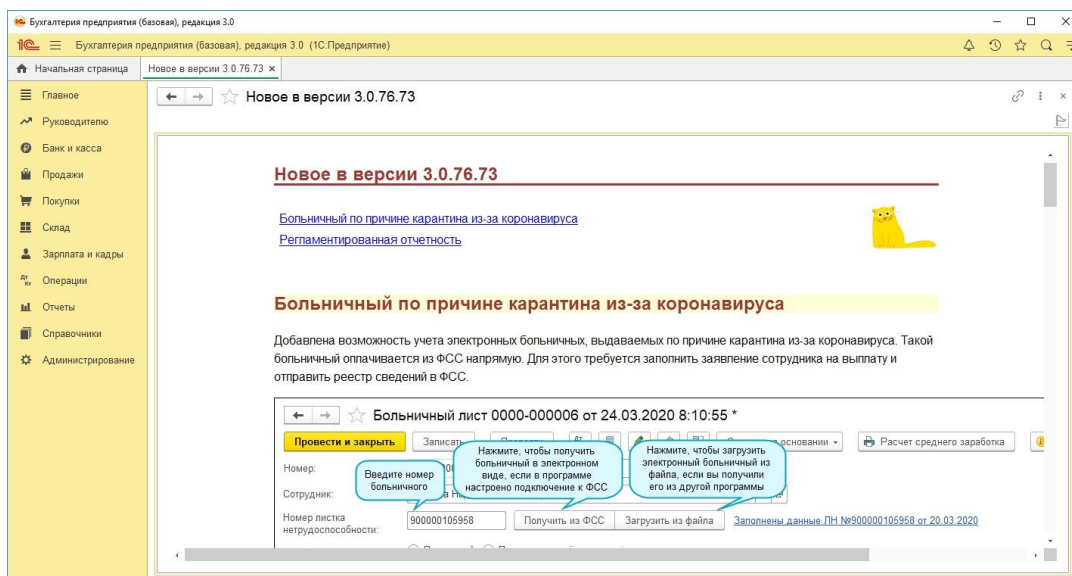 Бухгалтерия предприятия (базовая), редакция 3.0
Бухгалтерия предприятия (базовая), редакция 3.0 (1С:Предприятие)
Начальная страница
Новое в версии 3.0.76.73 ×
Главное
Руководителю
Банк и касса
Продажи
Покупки
Склад
Зарплата и кадры
Операции
Отчеты
Справочники
Администрирование
Новое в версии 3.0.76.73
Новое в версии 3.0.76.73
Больничный по причине карантина из-за коронавируса
Регламентированная отчетность
Больничный по причине карантина из-за коронавируса
Добавлена возможность учета электронных больничных, выдаваемых по причине карантина из-за коронавируса. Такой
больничный оплачивается из ФСС напрямую. Для этого требуется заполнить заявление сотрудника на выплату и
отправить реестр сведений в ФСС.
Больничный лист 0000-000006 от 24.03.2020 8:10:55 *
Провести и закрыть
Записать
основании
Расчет среднего заработка
Номер:
Сотрудник:
Введите номер
больничного
Нажмите, чтобы получить
больничный в электронном
виде, если в программе
настроено подключение к ФСС
Нажмите, чтобы загрузить
электронный больничный из
файла, если вы получили
его из другой программы
Номер листка
нетрудоспособности:
900000105958
Получить из ФСС
Загрузить из файла
Заполнены данные ЛН №900000105958 от 20.03.2020